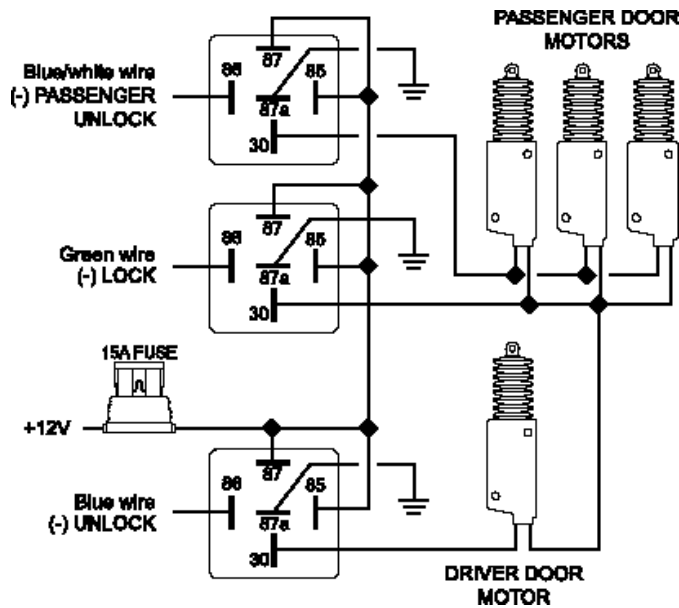 PASSENGER DOOR
MOTORS
Blue/white wire
(-) PASSENGER
UNLOCK
86
87
85
87a
30
Green wire
(-) LOCK
86
87
85
87a
30
15A FUSE
+12V
Blue wire
(-) UNLOCK
86
87
85
87a
30
DRIVER DOOR
MOTOR